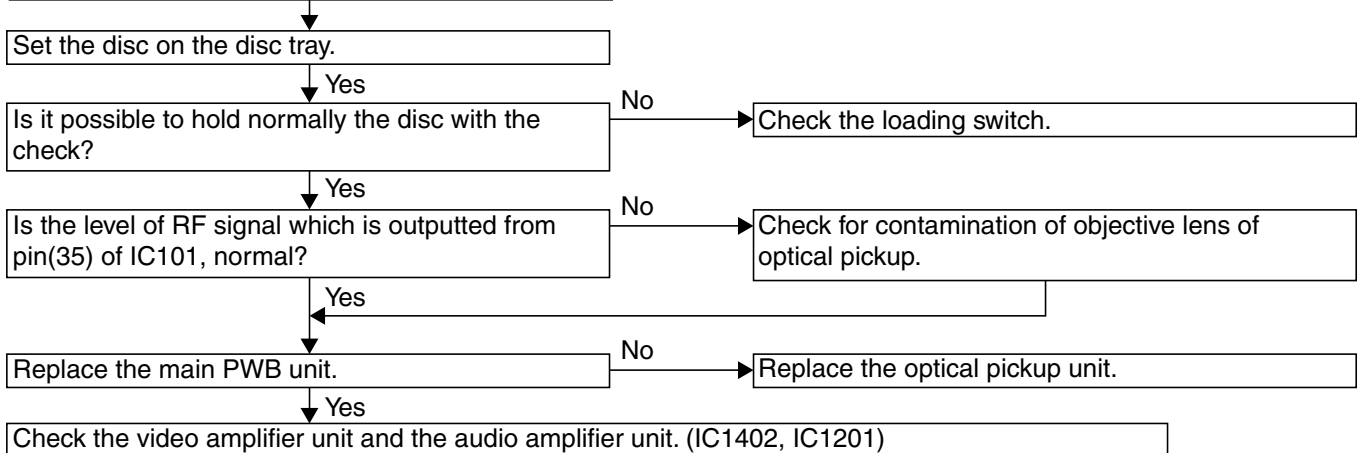 Set the disc on the disc tray.
Yes
Is it possible to hold normally the disc with the
check?
No
Check the loading switch.
Yes
Is the level of RF signal which is outputted from
pin(35) of IC101, normal?
No
Check for contamination of objective lens of
optical pickup.
Yes
Replace the main PWB unit.
No
Replace the optical pickup unit.
Yes
Check the video amplifier unit and the audio amplifier unit. (IC1402, IC1201)